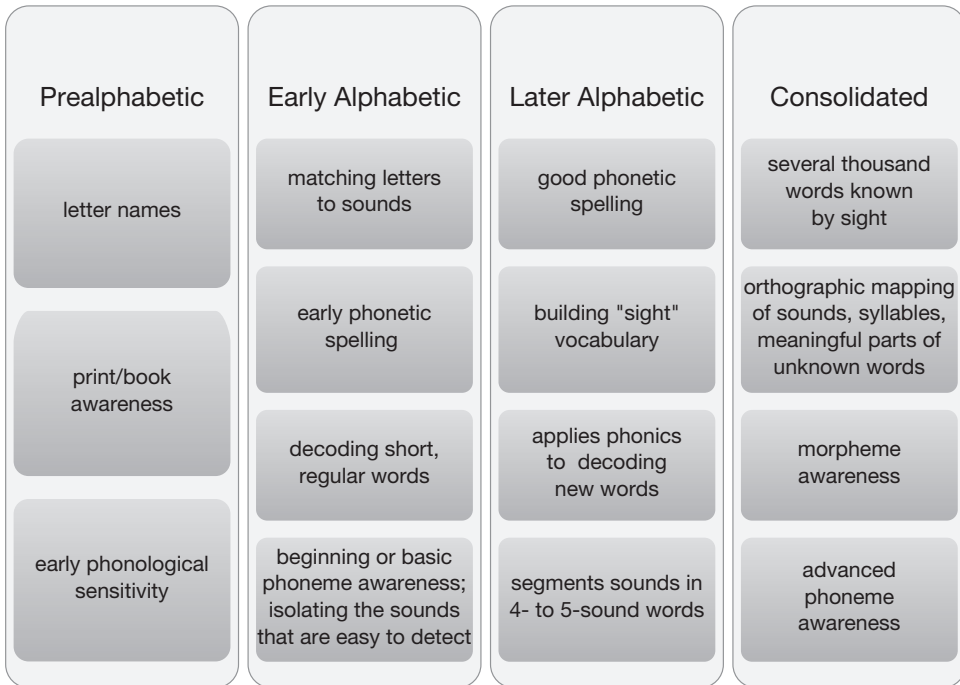 Prealphabetic
letter names
print/book
awareness
early phonological
sensitivity
Early Alphabetic
matching letters
to sounds
early phonetic
spelling
decoding short,
regular words
beginning or basic
phoneme awareness;
isolating the sounds
that are easy to detect
Later Alphabetic
good phonetic
spelling
building "sight"
vocabulary
applies phonics
to decoding
new words
segments sounds in
4- to 5-sound words
Consolidated
several thousand
words known
by sight
orthographic mapping
of sounds, syllables,
meaningful parts of
unknown words
morpheme
awareness
advanced
phoneme
awareness